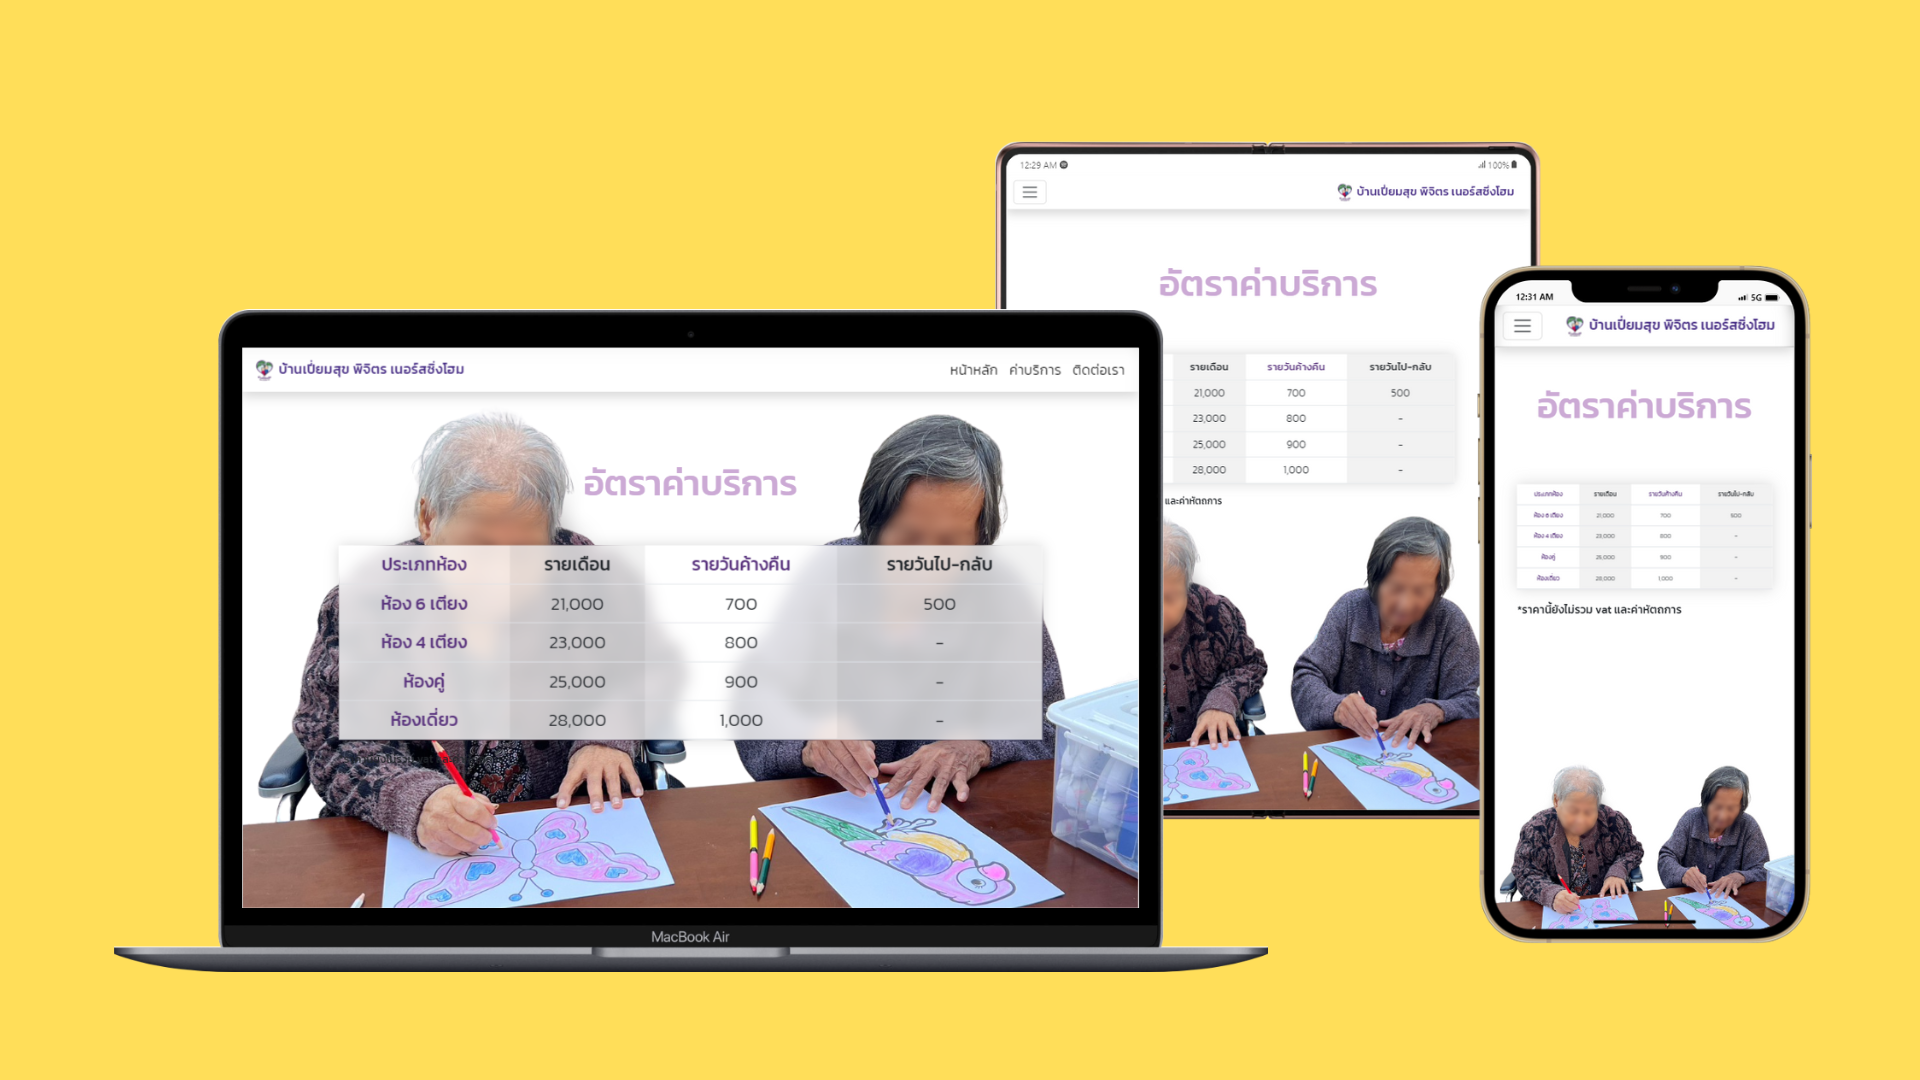 บ้านเปี่ยมสุข พิจิตร เนอร์สซิ่งโฮม
หน้าหลัก ค่าบริการ ติดต่อเรา
อัตราค่าบริการ
ประเภทห้อง รายเดือน รายวันค้างคืน รายวันไป-กลับ
ห้อง 6 เตียง 21,000 700 500
ห้อง 4 เตียง 23,000 800 -
ห้องคู่ 25,000 900 -
ห้องเดี่ยว 28,000 1,000 -
vat
MacBook Air
12:29 AM 100%
บ้านเปี่ยมสุข พิจิตร เนอร์สซิ่งโฮม
อัตราค่าบริการ
รายเดือน รายวันค้างคืน รายวันไป-กลับ
21,000 700 500
23,000 800 -
25,000 900 -
28,000 1,000 -
และค่าหัตถการ
12:31 AM 5G
บ้านเปี่ยมสุข พิจิตร เนอร์สซิ่งโฮม
อัตราค่าบริการ
ประเภทห้อง รายเดือน รายวันค้างคืน รายวันไป-กลับ
ห้อง 6 เตียง 21,000 700 500
ห้อง 4 เตียง 23,000 800 -
ห้องคู่ 25,000 900 -
ห้องเดี่ยว 28,000 1,000 -
*ราคานี้ยังไม่รวม vat และค่าหัตถการ